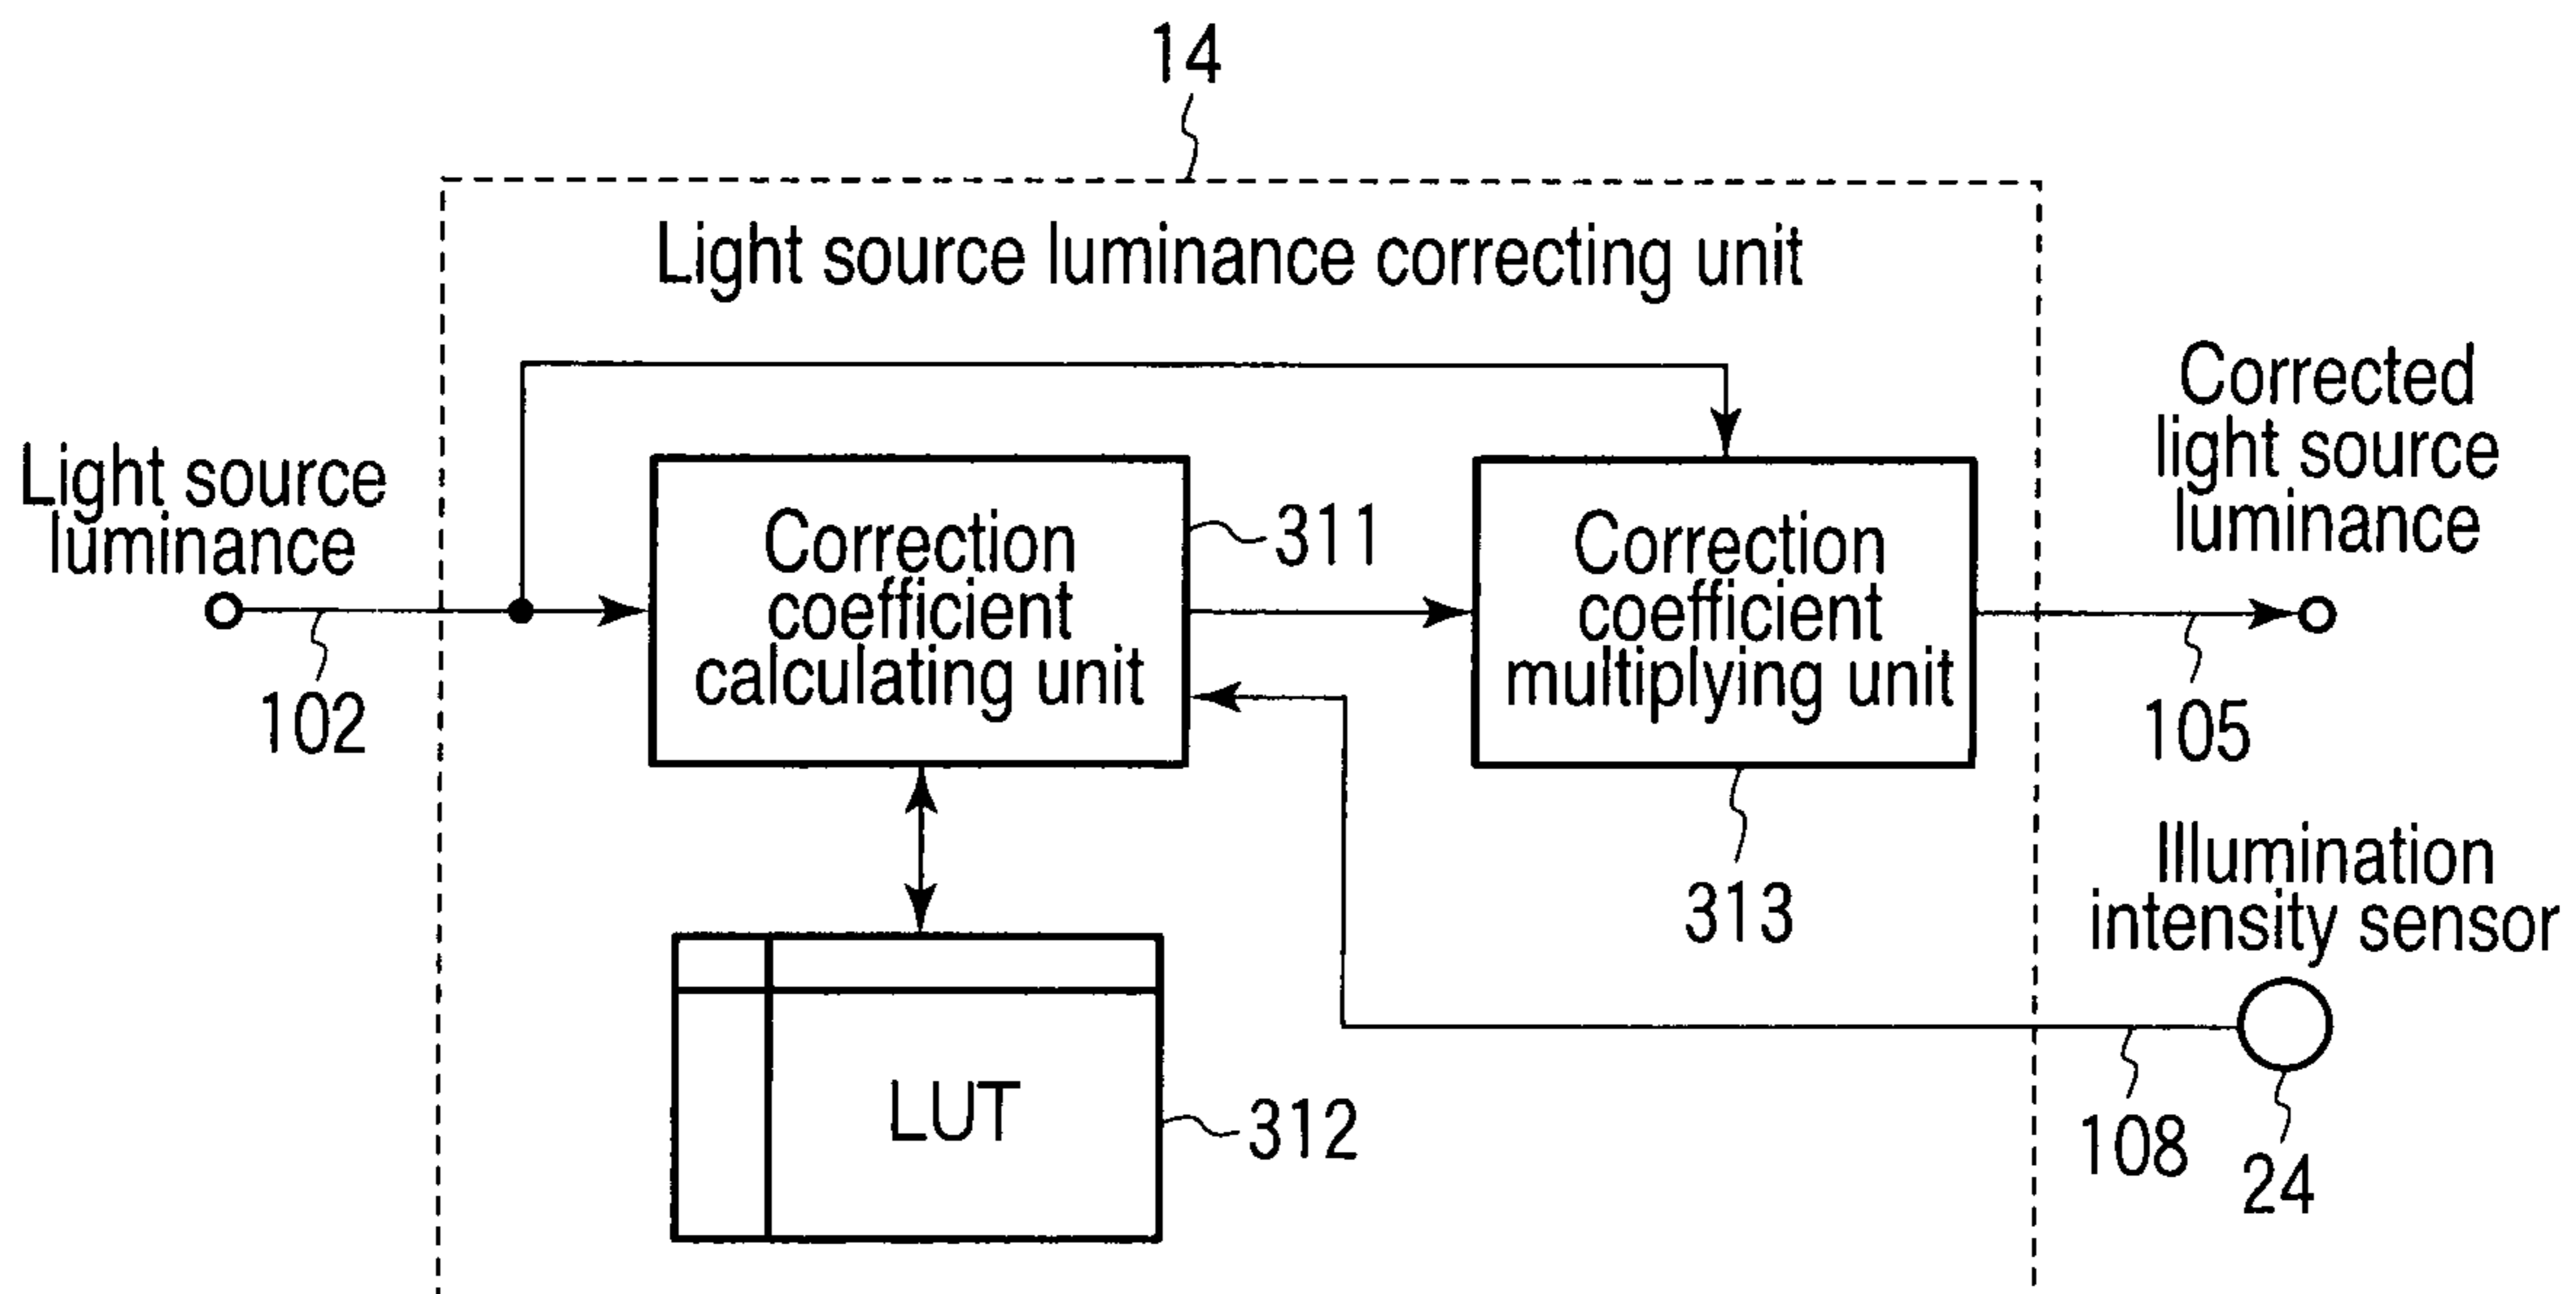 14
Light source luminance correcting unit
Light source
luminance
102
Correction
coefficient
calculating unit
311
Correction
coefficient
multiplying unit
313
Corrected
light source
luminance
105
Illumination
intensity sensor
108
24
LUT
312